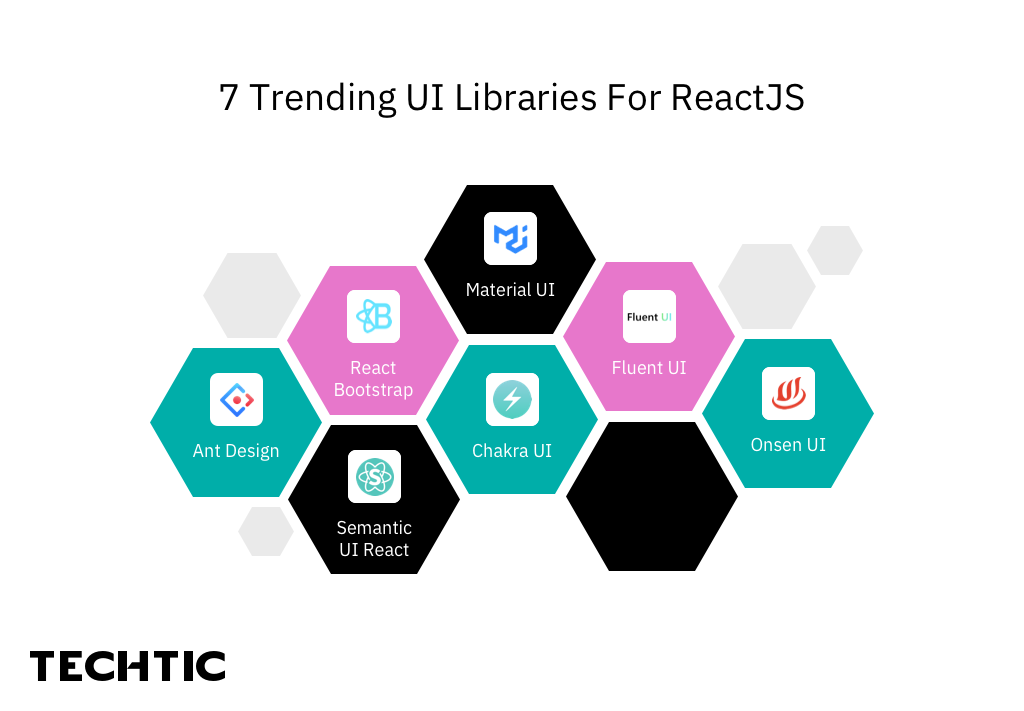 7 Trending UI Libraries For ReactJS
Material UI
React
Bootstrap
Fluent UI
Fluent UI
Ant Design
Chakra UI
Onsen UI
S
Semantic
UI React
TECHTIC